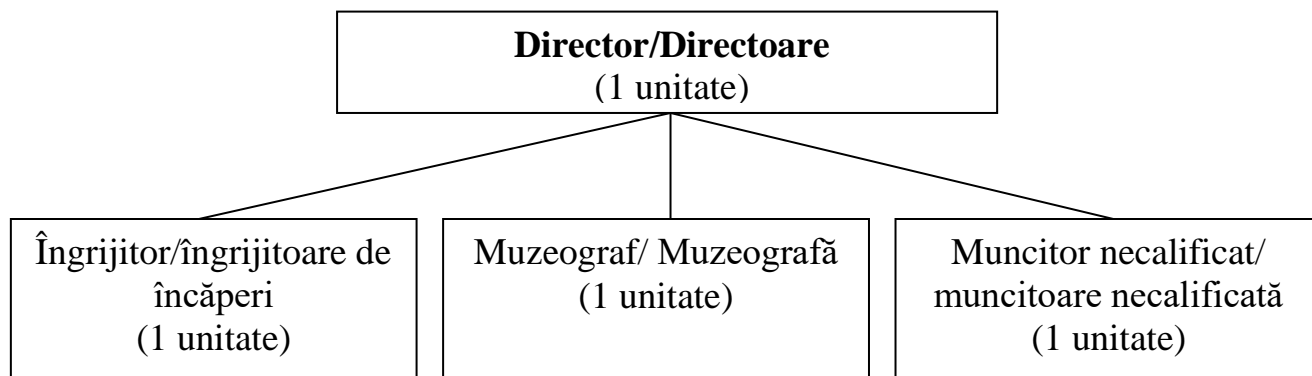 Director/Directoare
(1 unitate)
Îngrijitor/îngrijitoare de
încăperi
(1 unitate)
Muzeograf/ Muzeografă
(1 unitate)
Muncitor necalificat/
muncitoare necalificată
(1 unitate)